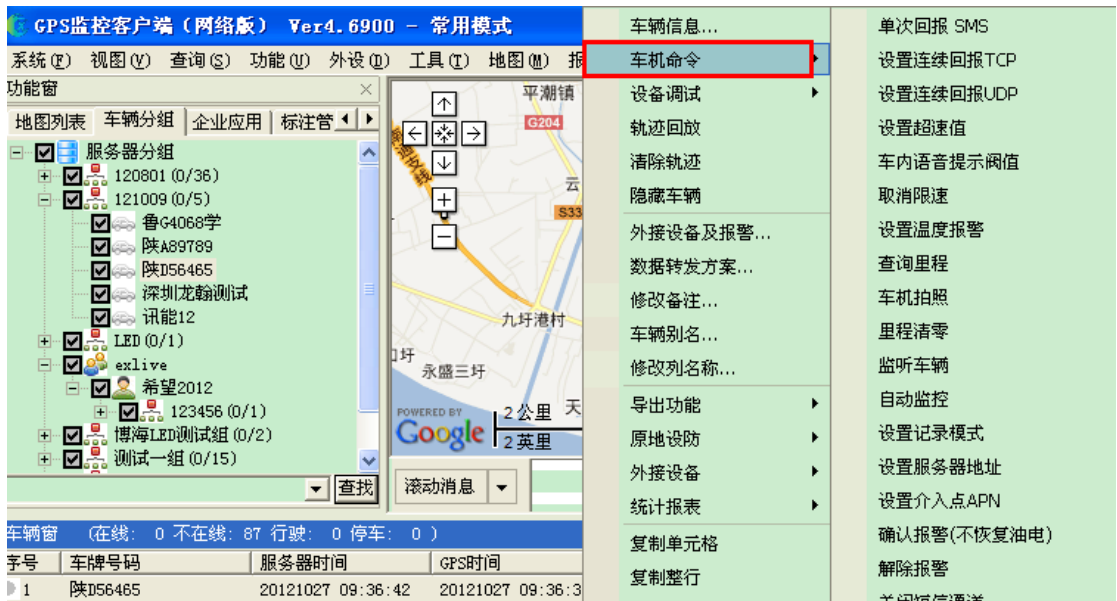 GPS监控客户端（网络版） Ver4.6900 - 常用模式
系统(F) 视图(V) 查询(S) 功能(U) 外设(D) 工具(T) 地图(M) 报
功能窗
地图列表 车辆分组 企业应用 标注管
服务器分组
120801 (0/36)
121009 (0/5)
鲁G4068学
陕A89789
陕D56465
深圳龙翰测试
讯能12
LED (0/1)
exlive
希望2012
123456 (0/1)
博海LED测试组 (0/2)
测试一组 (0/15)
查找
平潮镇
G204
云
S33
九圩港村
圩
永盛三圩
天
POWERED BY
Google
2 公里
2 英里
滚动消息
车辆窗 (在线: 0 不在线: 87 行驶: 0 停车: 0 )
序号 车牌号码 服务器时间 GPS时间
1 陕D56465 20121027 09:36:42 20121027 09:36:3
车辆信息...
车机命令
设备调试
轨迹回放
清除轨迹
隐藏车辆
外接设备及报警...
数据转发方案...
修改备注...
车辆别名...
修改列名称...
导出功能
原地设防
外接设备
统计报表
复制单元格
复制整行
单次回报 SMS
设置连续回报TCP
设置连续回报UDP
设置超速值
车内语音提示阀值
取消限速
设置温度报警
查询里程
车机拍照
里程清零
监听车辆
自动监控
设置记录模式
设置服务器地址
设置介入点APN
确认报警(不恢复油电)
解除报警
关闭短信通道